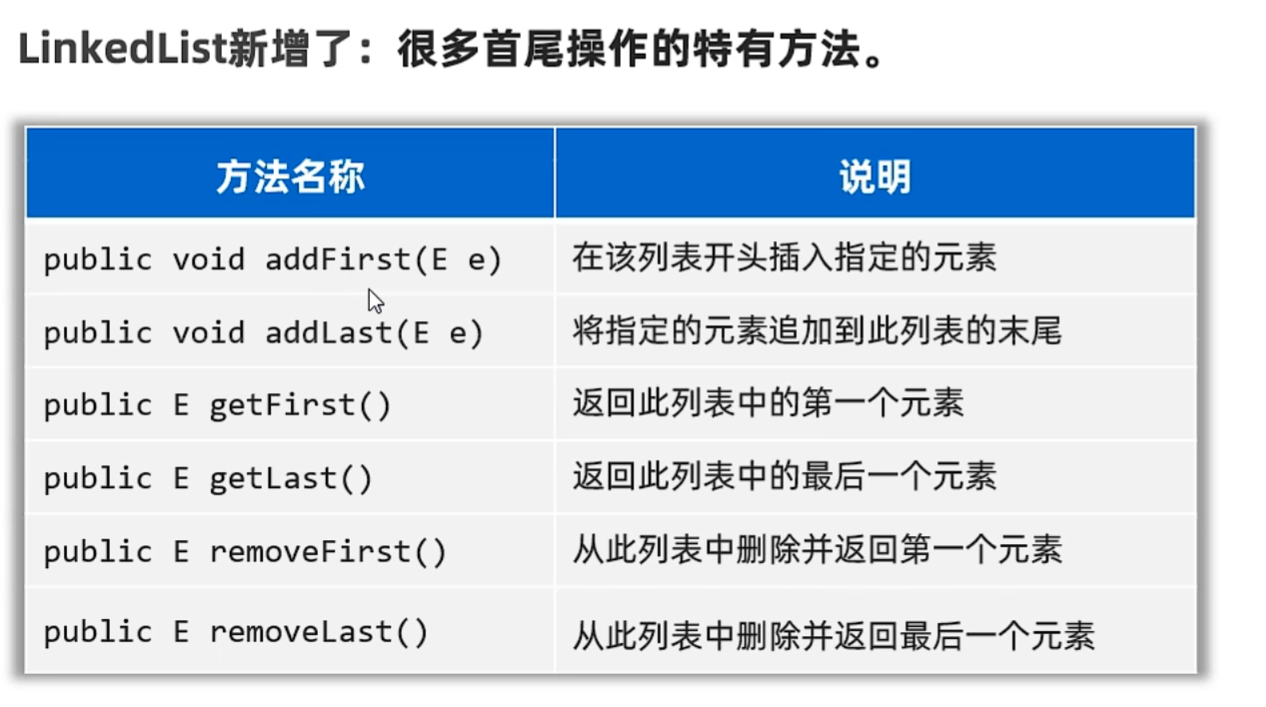 LinkedList新增了：很多首尾操作的特有方法。
方法名称 说明
public void addFirst(E e) 在该列表开头插入指定的元素
public void addLast(E e) 将指定的元素追加到此列表的末尾
public E getFirst() 返回此列表中的第一个元素
public E getLast() 返回此列表中的最后一个元素
public E removeFirst() 从此列表中删除并返回第一个元素
public E removeLast() 从此列表中删除并返回最后一个元素